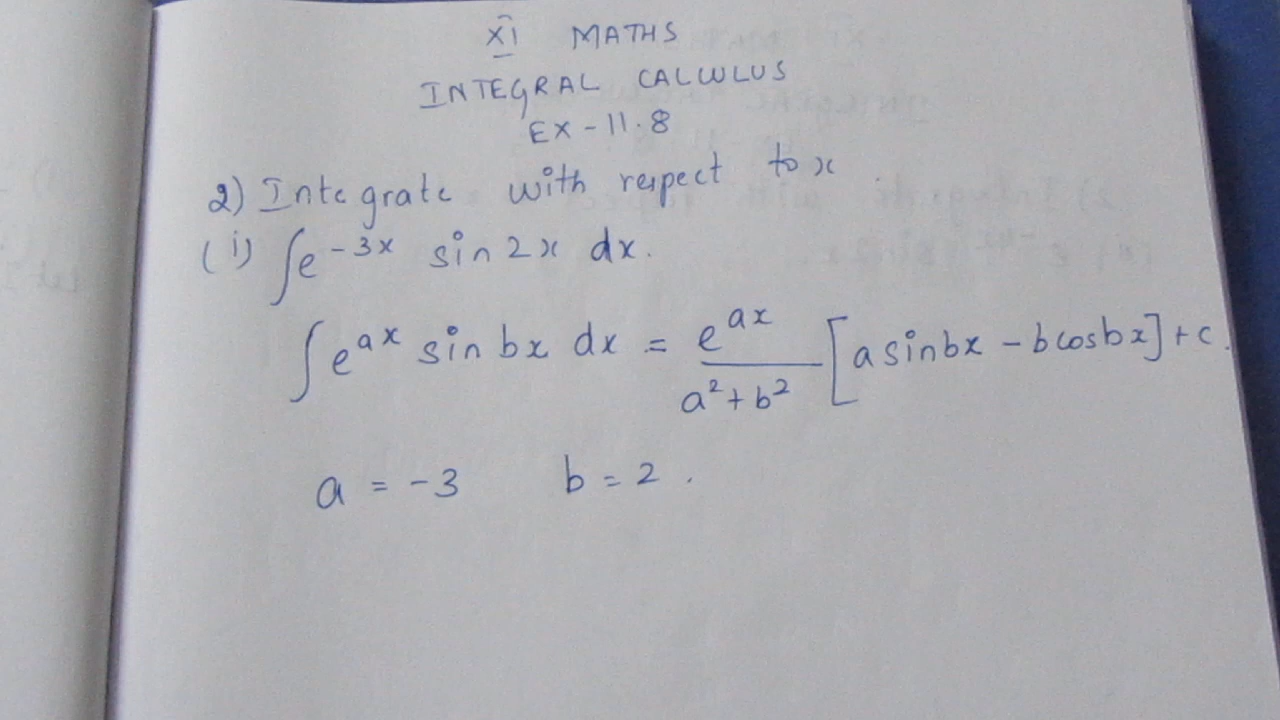 XI MATHS
INTEGRAL CALCULUS
EX - 11.8
2) Integrate with respect to x
(i) ∫e^{-3x} sin 2x dx.
∫e^{ax} sin bx dx = e^{ax}/(a²+b²) [a sin bx - b cos bx] + c.
a = -3 b = 2 .